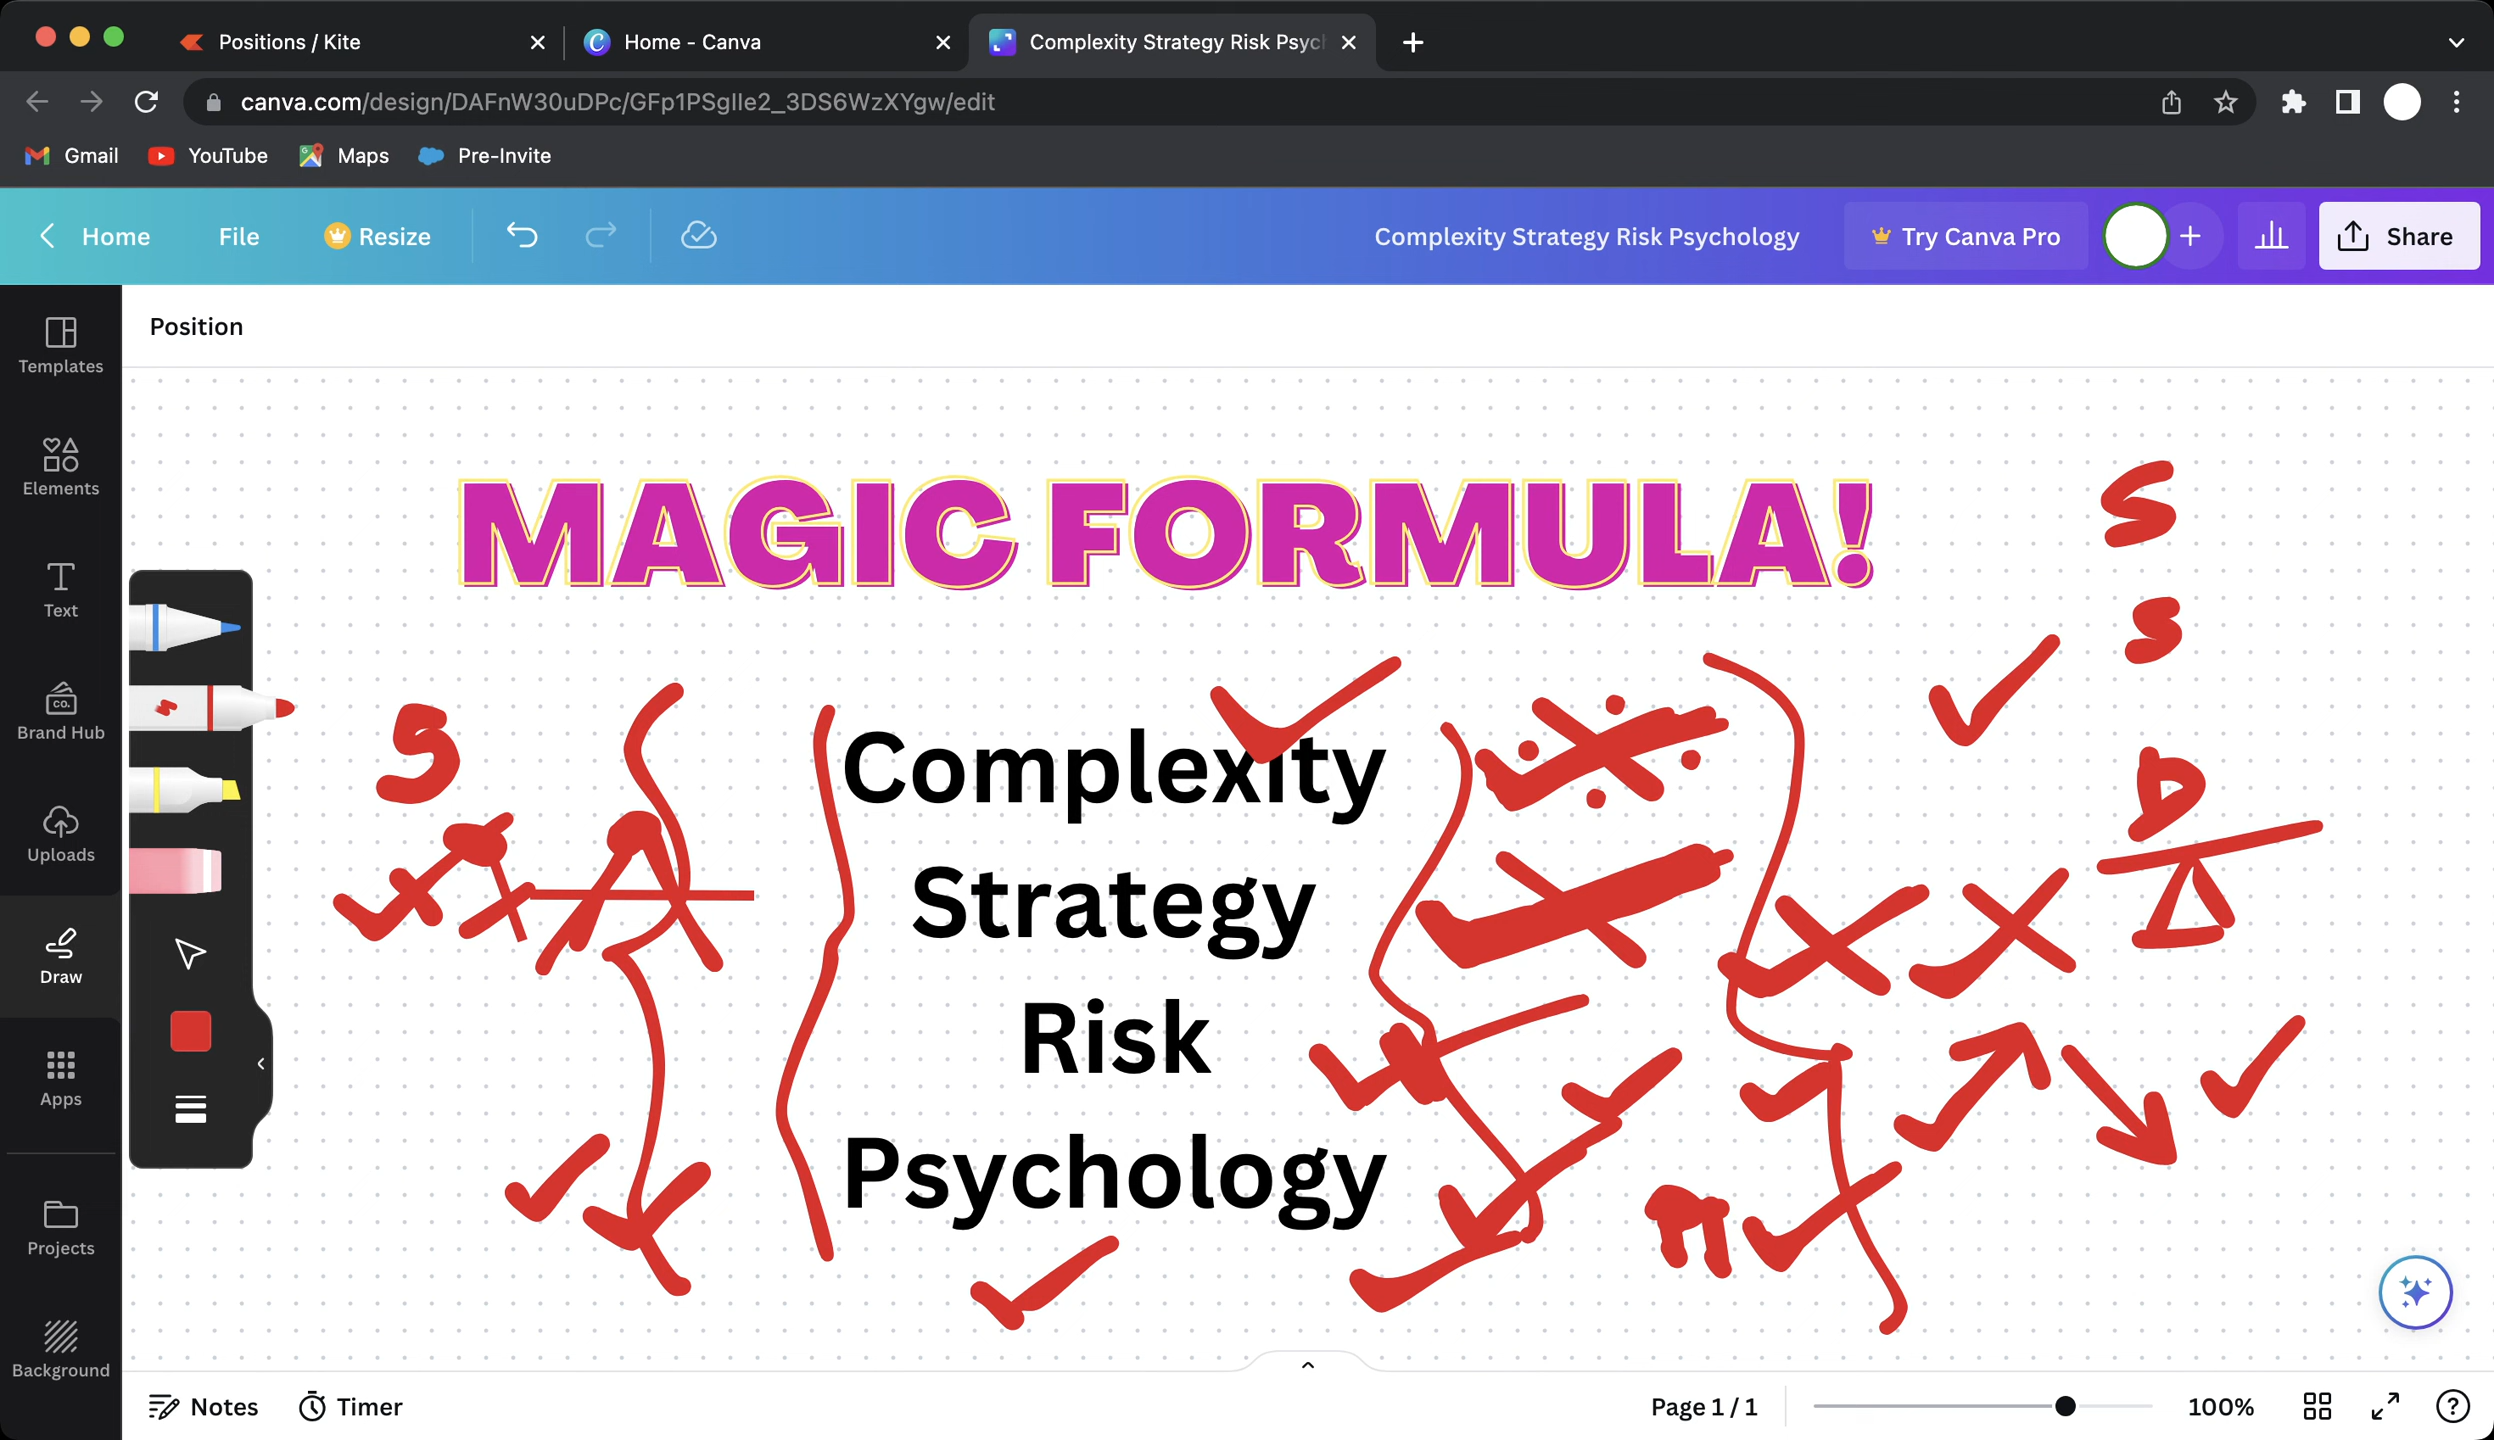 Positions / Kite
Home - Canva
Complexity Strategy Risk Psyc
canva.com/design/DAFnW30uDPc/GFp1PSglIe2_3DS6WzXYgw/edit
Gmail YouTube Maps Pre-Invite
Home File Resize Complexity Strategy Risk Psychology Try Canva Pro Share
Position
Templates
Elements
Text
Brand Hub
Uploads
Draw
Apps
Projects
Background
MAGIC FORMULA!
S
S
S
Complexity
Strategy
Risk
Psychology
Notes Timer Page 1 / 1 100%